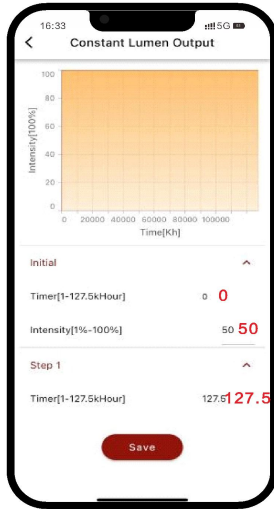 16:33 5G
Constant Lumen Output
Intensity[100%]
100
80
60
40
20
0
0 20000 40000 60000 80000 100000
Time[Kh]
Initial
Timer[1-127.5kHour] 0 0
Intensity[1%-100%] 50 50
Step 1
Timer[1-127.5kHour] 127.5 127.5
Save